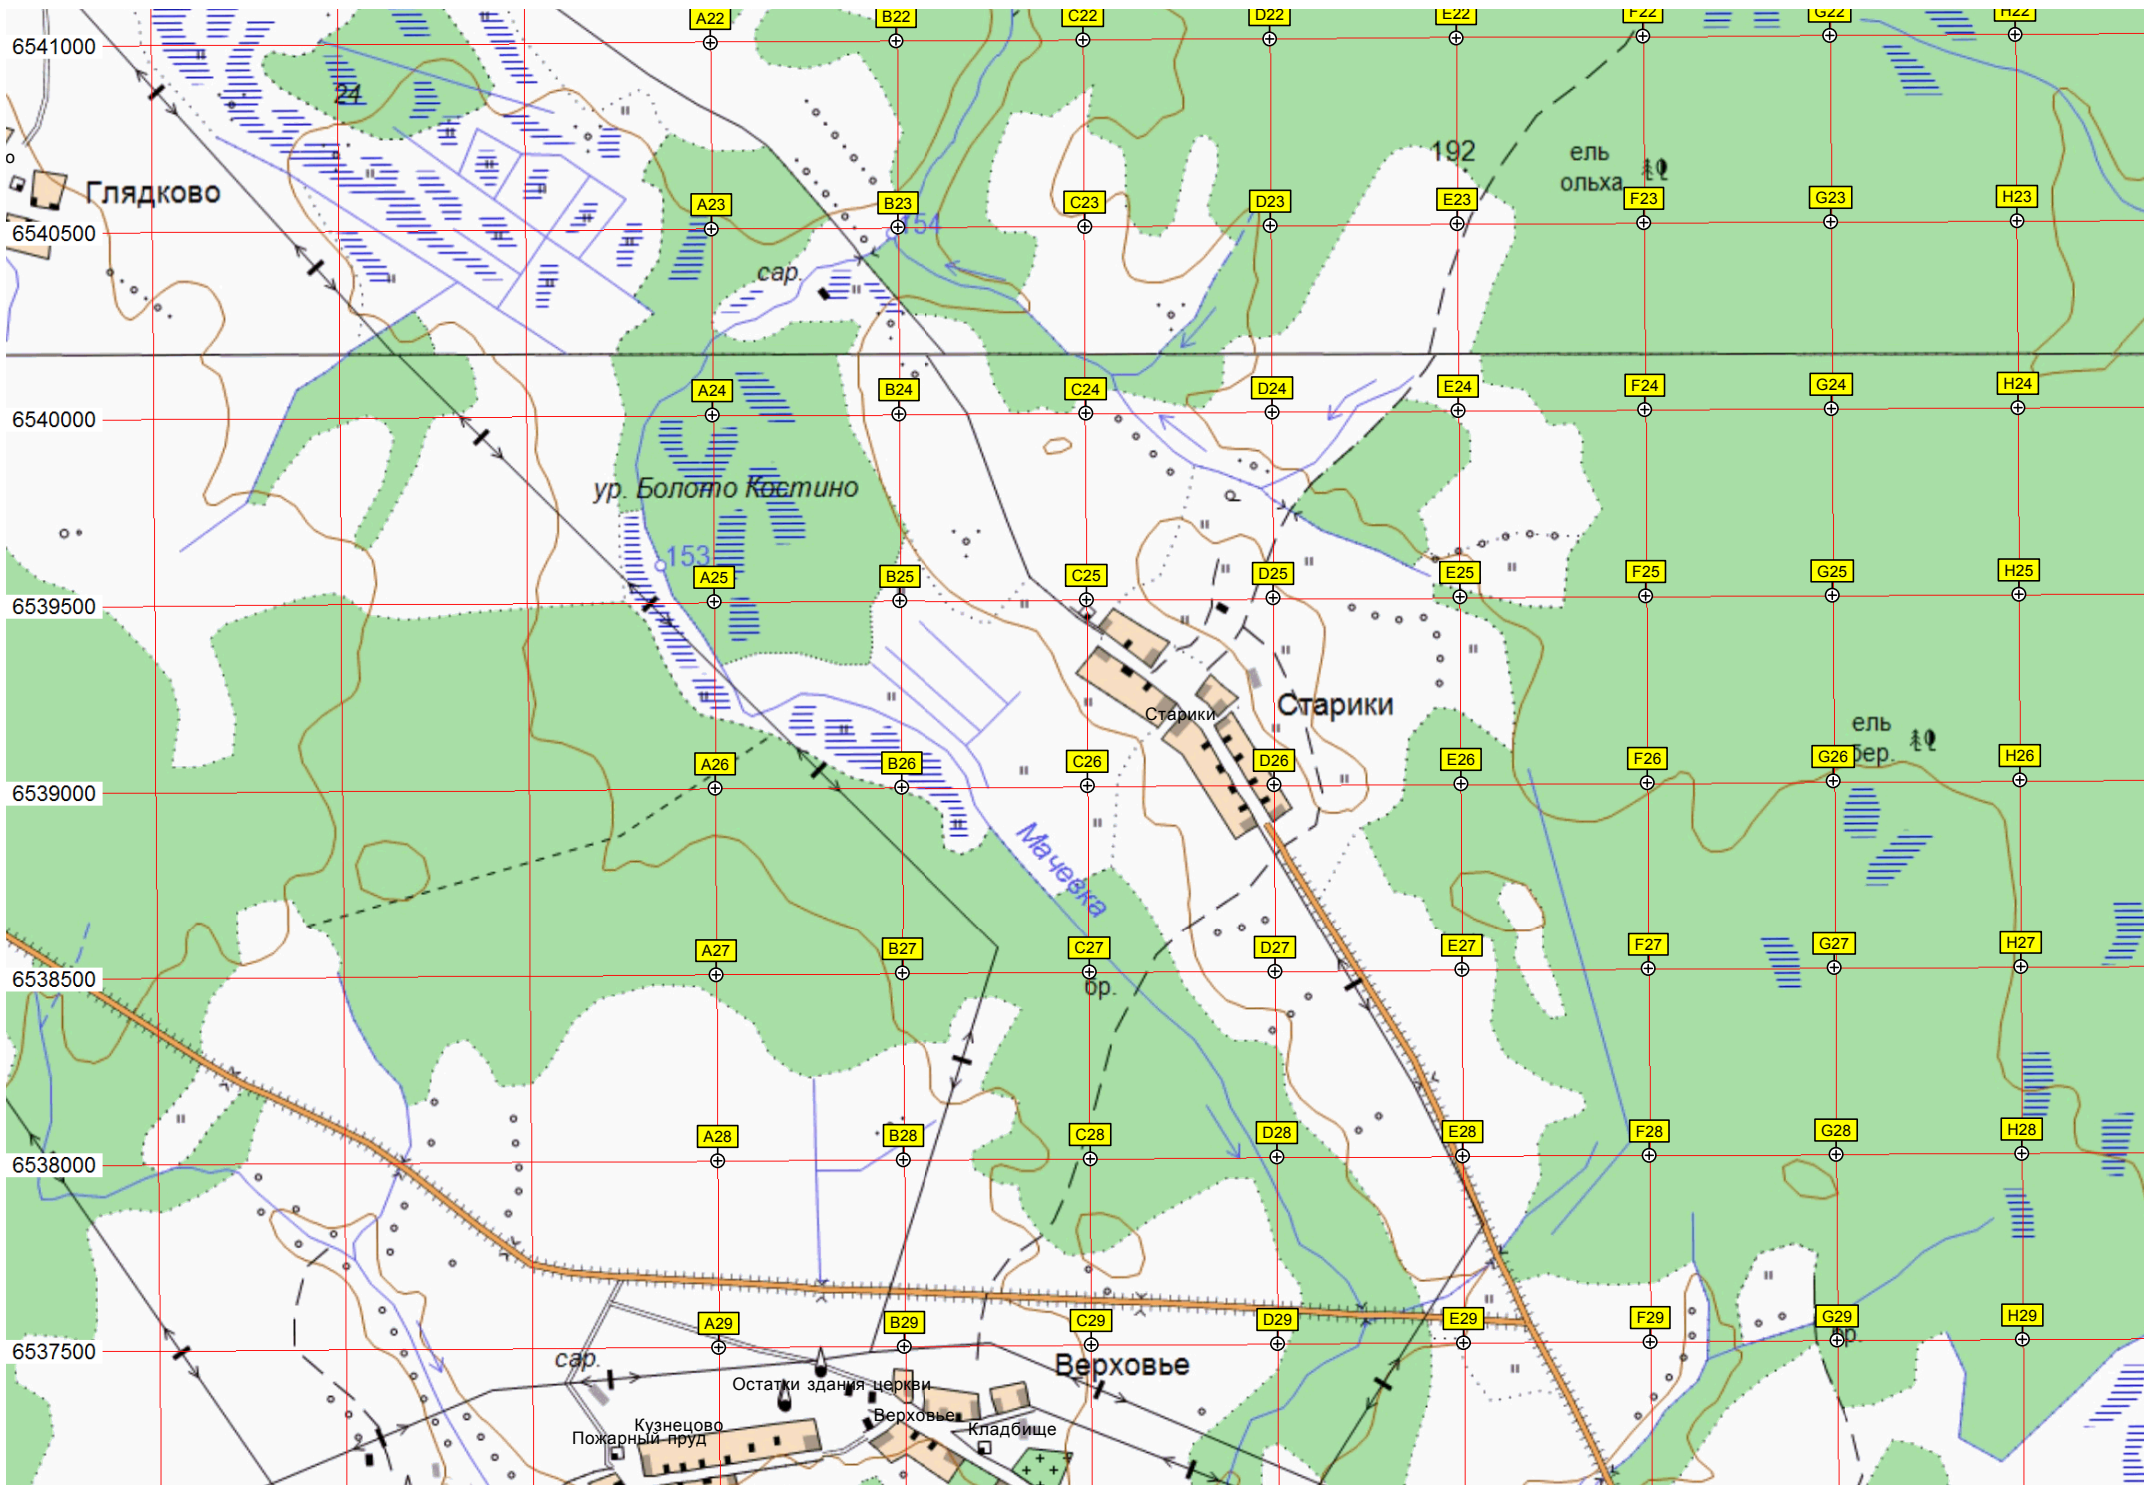 A22 B22 C22 D22 E22 F22 G22 H22
6541000
24
192
ель
ольха
о
Глядково
A23 B23 C23 D23 E23 F23 G23 H23
154
6540500
сар.
A24 B24 C24 D24 E24 F24 G24 H24
6540000
ур. Болото Костино
153
A25 B25 C25 D25 E25 F25 G25 H25
6539500
Старики
Старики
ель
бер.
A26 B26 C26 D26 E26 F26 G26 H26
6539000
Мачевка
A27 B27 C27 D27 E27 F27 G27 H27
6538500
бр.
A28 B28 C28 D28 E28 F28 G28 H28
6538000
A29 B29 C29 D29 E29 F29 G29 H29
6537500
бр.
сар.
Верховье
Остатки здания церкви
Верховье
Кузнецово
Пожарный пруд
Кладбище